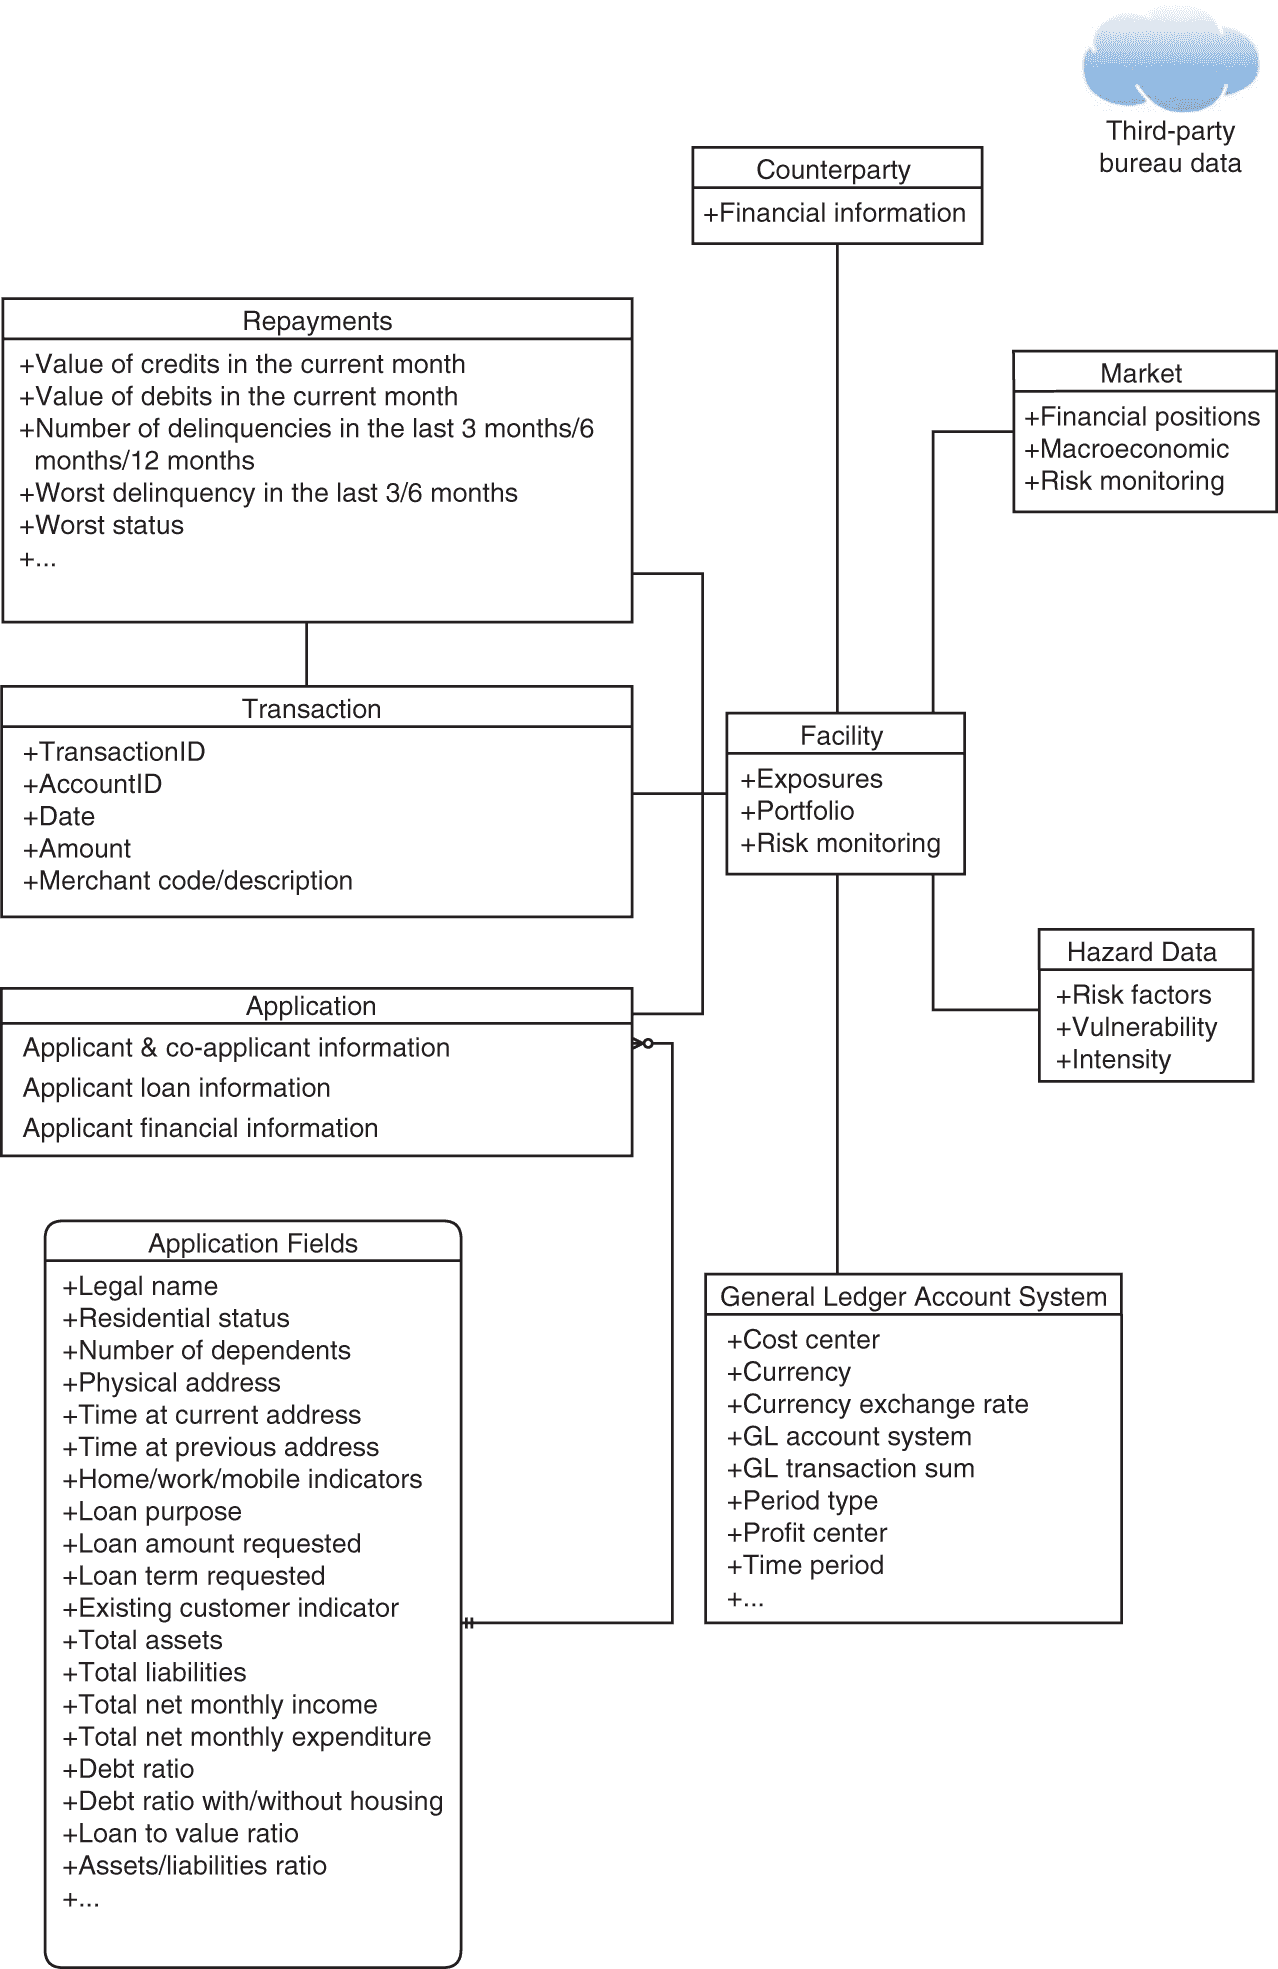 Third-party
bureau data
Counterparty
+Financial information
Repayments
+Value of credits in the current month
+Value of debits in the current month
+Number of delinquencies in the last 3 months/6
months/12 months
+Worst delinquency in the last 3/6 months
+Worst status
+...
Market
+Financial positions
+Macroeconomic
+Risk monitoring
Transaction
+TransactionID
+AccountID
+Date
+Amount
+Merchant code/description
Facility
+Exposures
+Portfolio
+Risk monitoring
Hazard Data
+Risk factors
+Vulnerability
+Intensity
Application
Applicant & co-applicant information
Applicant loan information
Applicant financial information
Application Fields
+Legal name
+Residential status
+Number of dependents
+Physical address
+Time at current address
+Time at previous address
+Home/work/mobile indicators
+Loan purpose
+Loan amount requested
+Loan term requested
+Existing customer indicator
+Total assets
+Total liabilities
+Total net monthly income
+Total net monthly expenditure
+Debt ratio
+Debt ratio with/without housing
+Loan to value ratio
+Assets/liabilities ratio
+...
General Ledger Account System
+Cost center
+Currency
+Currency exchange rate
+GL account system
+GL transaction sum
+Period type
+Profit center
+Time period
+...